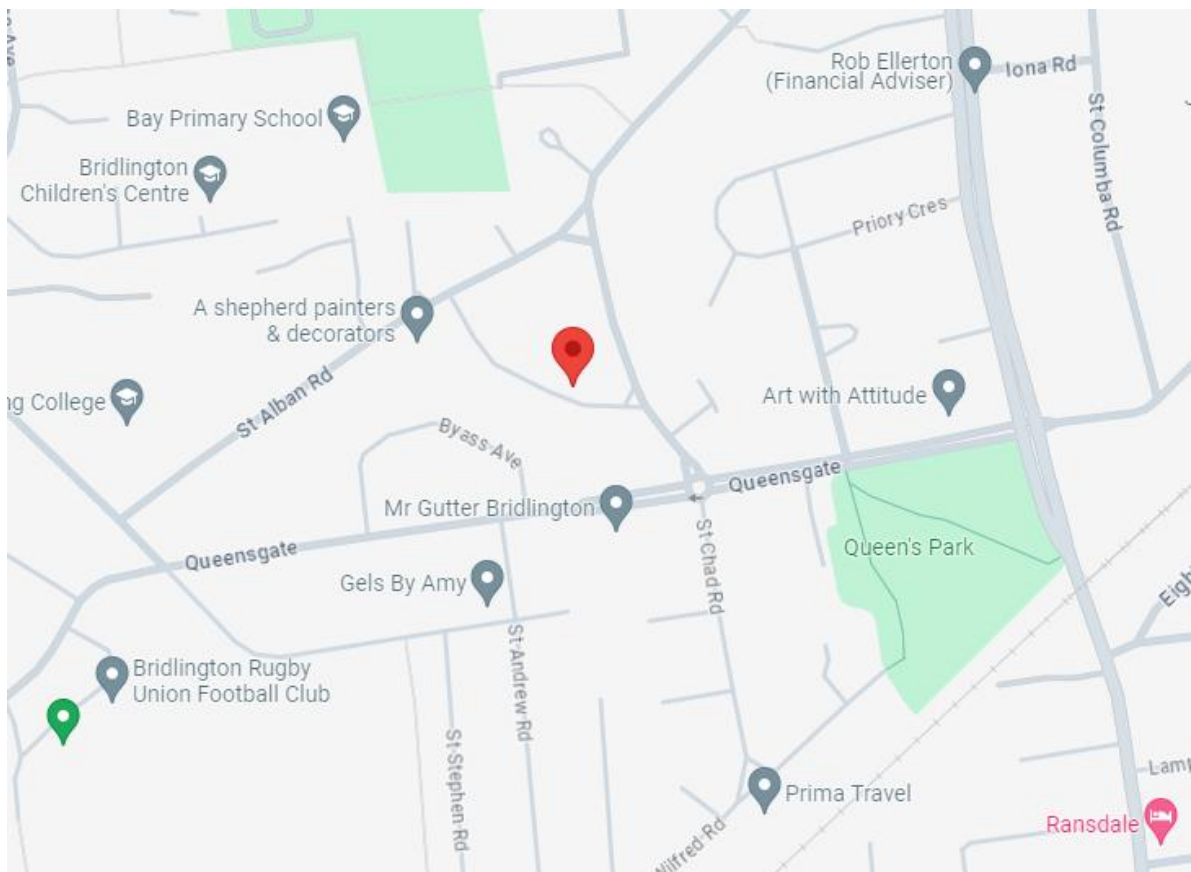 Rob Ellerton
(Financial Adviser)
Iona Rd
Bay Primary School
St Columba Rd
Bridlington
Children's Centre
Priory Cres
A shepherd painters
& decorators
ng College
St Alban Rd
Art with Attitude
Byass Ave
Queensgate
Mr Gutter Bridlington
Queensgate
St Chad Rd
Queen's Park
Gels By Amy
St Andrew Rd
Bridlington Rugby
Union Football Club
St Stephen Rd
Prima Travel
Wilfred Rd
Ransdale